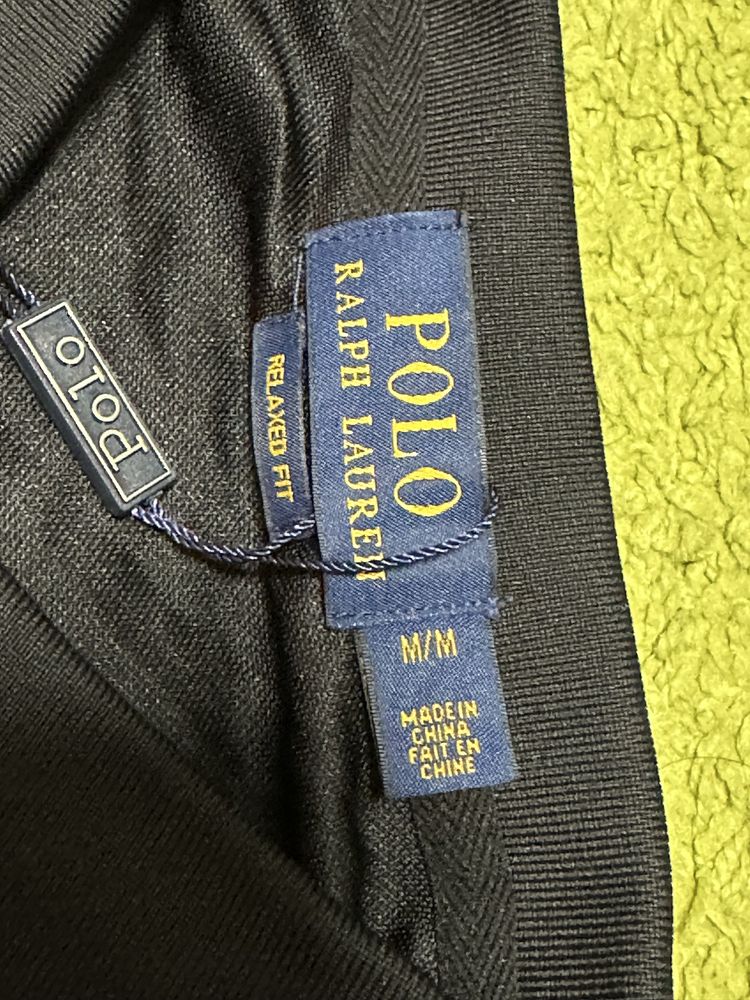 POLO
RALPH LAUREN
RELAXED FIT
M/M
MADE IN
CHINA
FAIT EN
CHINE
Polo